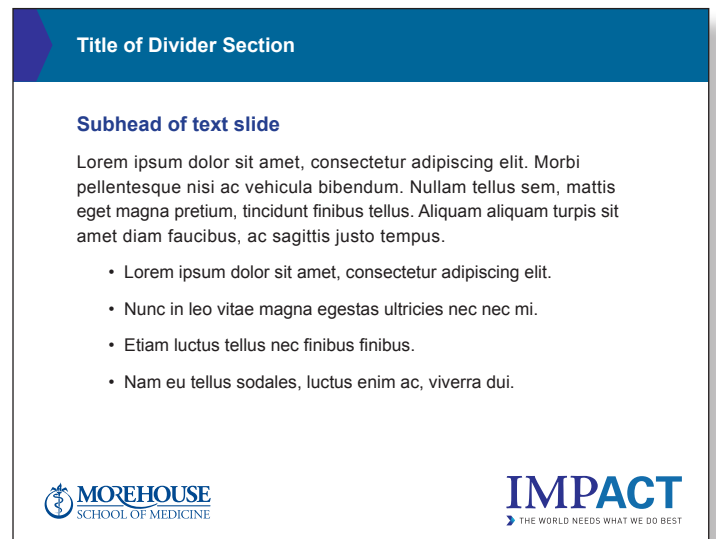 Title of Divider Section
Subhead of text slide
Lorem ipsum dolor sit amet, consectetur adipiscing elit. Morbi
pellentesque nisi ac vehicula bibendum. Nullam tellus sem, mattis
eget magna pretium, tincidunt finibus tellus. Aliquam aliquam turpis sit
amet diam faucibus, ac sagittis justo tempus.
• Lorem ipsum dolor sit amet, consectetur adipiscing elit.
• Nunc in leo vitae magna egestas ultricies nec nec mi.
• Etiam luctus tellus nec finibus finibus.
• Nam eu tellus sodales, luctus enim ac, viverra dui.
MOREHOUSE
SCHOOL OF MEDICINE
IMPACT
THE WORLD NEEDS WHAT WE DO BEST